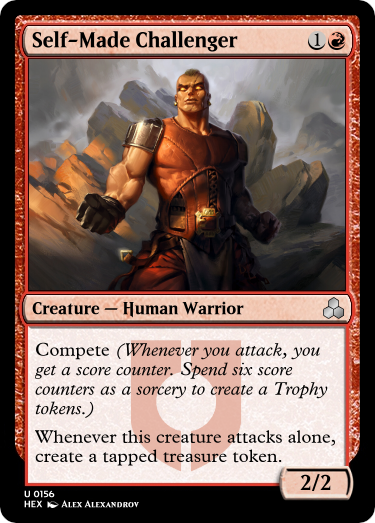 Self-Made Challenger 1
Creature — Human Warrior
Compete (Whenever you attack, you
get a score counter. Spend six score
counters as a sorcery to create a Trophy
tokens.)
Whenever this creature attacks alone,
create a tapped treasure token.
2/2
U 0156
HEX Alex Alexandrov